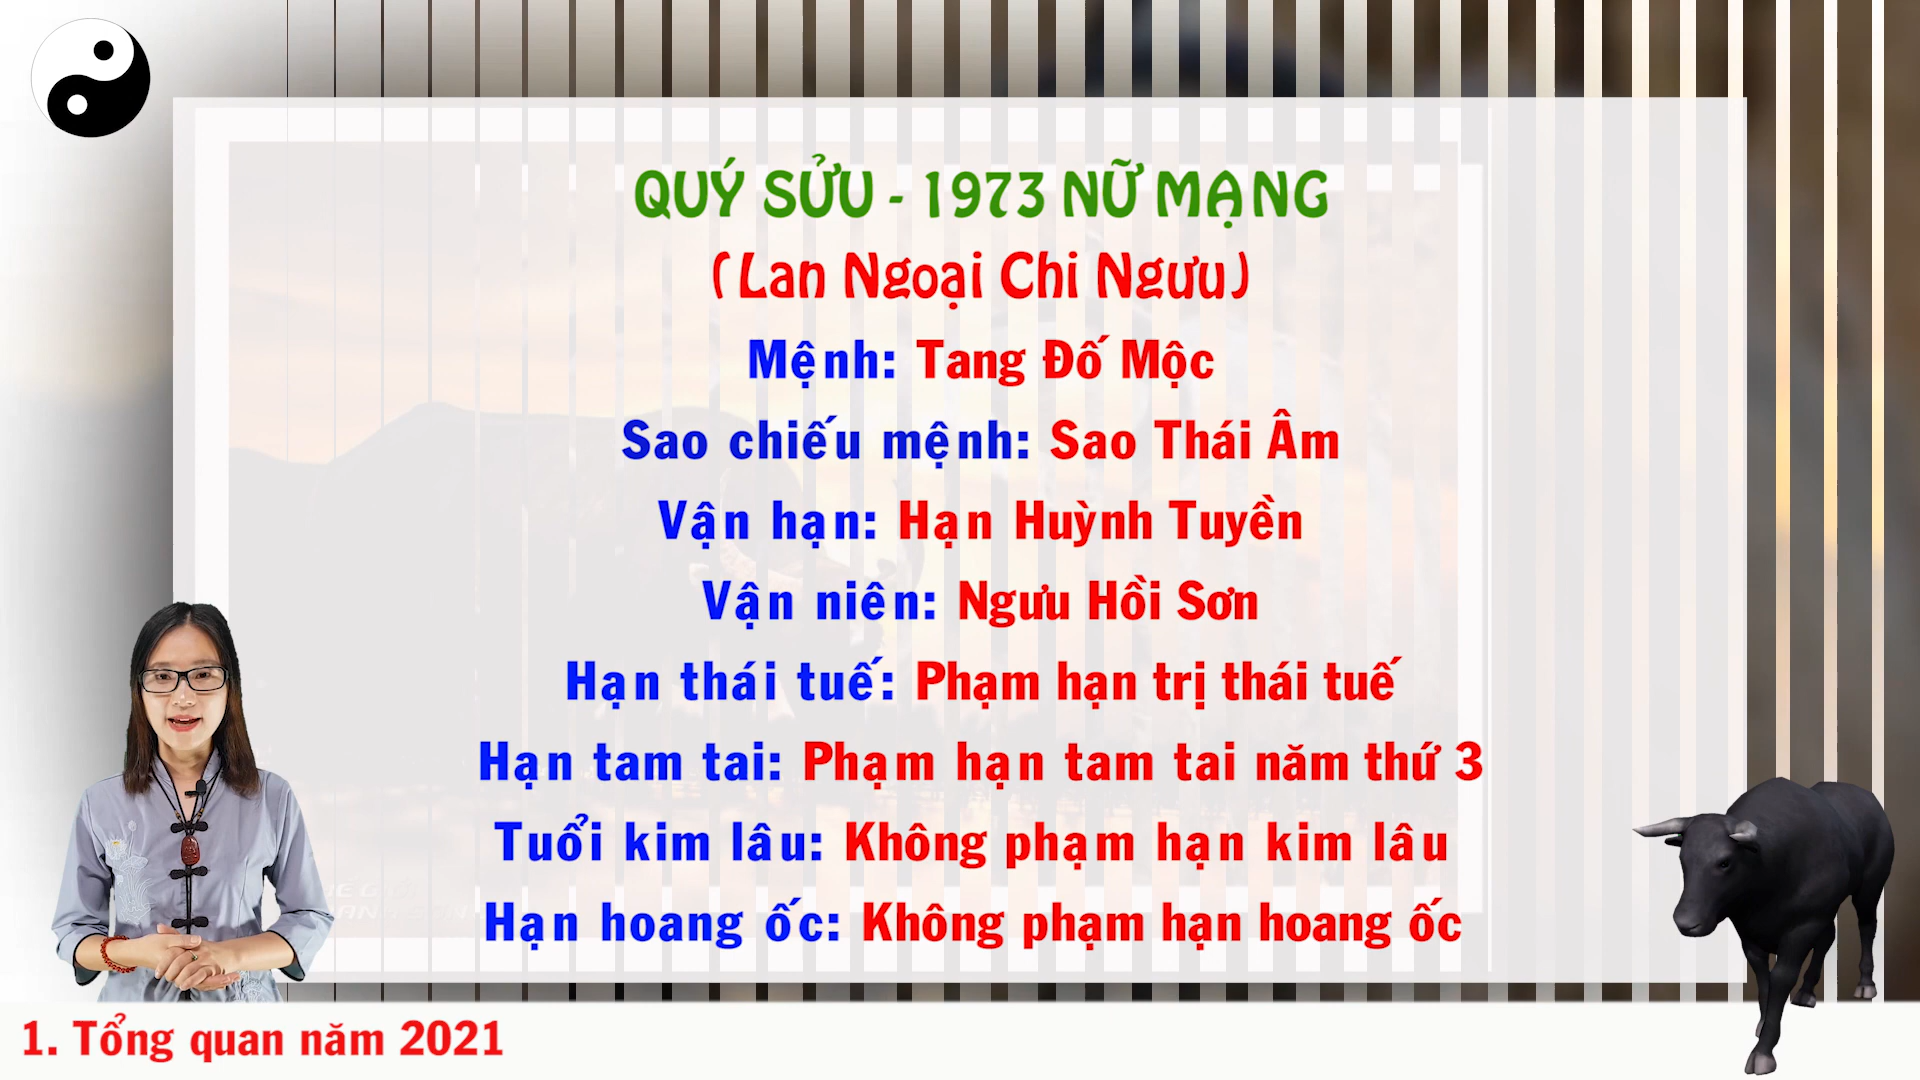 QUÝ SỬU - 1973 NỮ MẠNG
(Lan Ngoại Chi Ngưu)
Mệnh: Tang Đố Mộc
Sao chiếu mệnh: Sao Thái Âm
Vận hạn: Hạn Huỳnh Tuyền
Vận niên: Ngưu Hồi Sơn
Hạn thái tuế: Phạm hạn trị thái tuế
Hạn tam tai: Phạm hạn tam tai năm thứ 3
Tuổi kim lâu: Không phạm hạn kim lâu
Hạn hoang ốc: Không phạm hạn hoang ốc
1. Tổng quan năm 2021